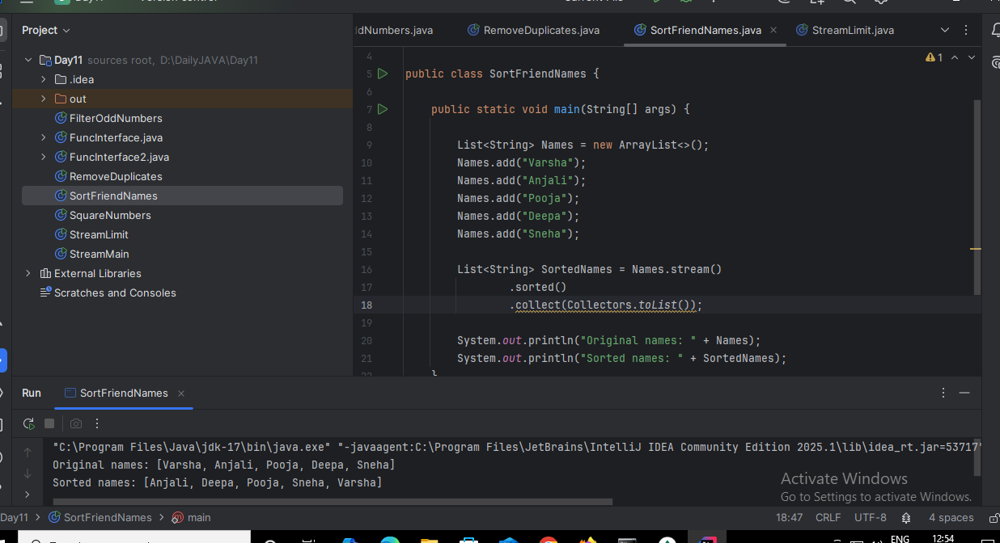 Project
dNumbers.java
RemoveDuplicates.java
SortFriendNames.java
StreamLimit.java
Day11 sources root, D:\DailyJAVA\Day11
.idea
out
FilterOddNumbers
FuncInterface.java
FuncInterface2.java
RemoveDuplicates
SortFriendNames
SquareNumbers
StreamLimit
StreamMain
External Libraries
Scratches and Consoles
1
4
5 public class SortFriendNames {
6
7 public static void main(String[] args) {
8
9 List<String> Names = new ArrayList<>();
10 Names.add("Varsha");
11 Names.add("Anjali");
12 Names.add("Pooja");
13 Names.add("Deepa");
14 Names.add("Sneha");
15
16 List<String> SortedNames = Names.stream()
17 .sorted()
18 .collect(Collectors.toList());
19
20 System.out.println("Original names: " + Names);
21 System.out.println("Sorted names: " + SortedNames);
22 }
Run
SortFriendNames
"C:\Program Files\Java\jdk-17\bin\java.exe" "-javaagent:C:\Program Files\JetBrains\IntelliJ IDEA Community Edition 2025.1\lib\idea_rt.jar=53717"
Original names: [Varsha, Anjali, Pooja, Deepa, Sneha]
Sorted names: [Anjali, Deepa, Pooja, Sneha, Varsha]
Activate Windows
Go to Settings to activate Windows.
Day11 > SortFriendNames > main
18:47 CRLF UTF-8 4 spaces
ENG
12:54